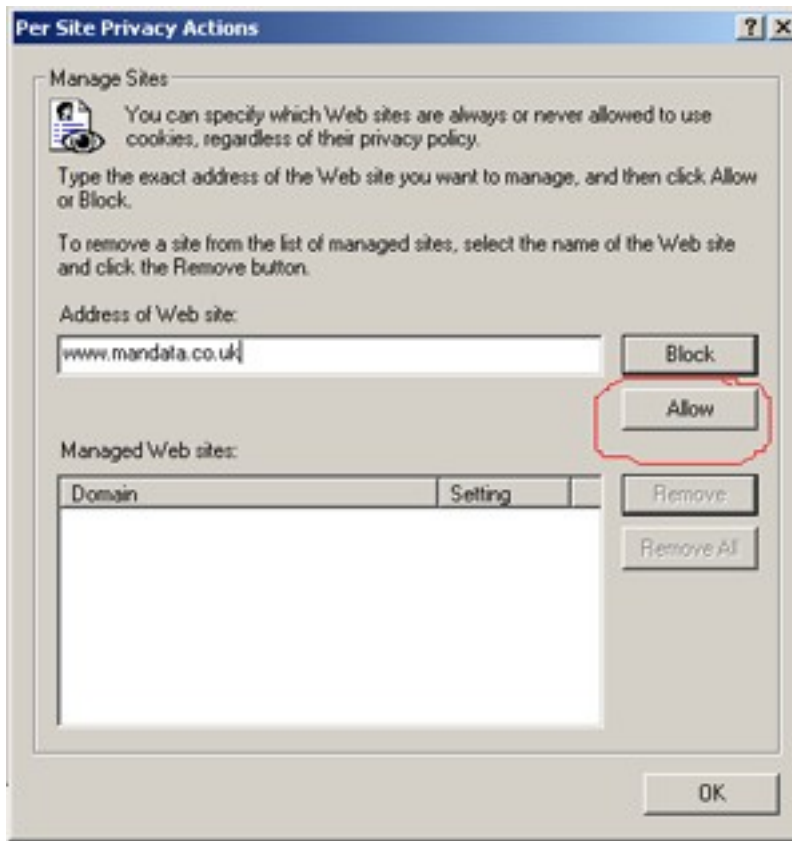 Per Site Privacy Actions
Manage Sites
You can specify which Web sites are always or never allowed to use
cookies, regardless of their privacy policy.
Type the exact address of the Web site you want to manage, and then click Allow
or Block.
To remove a site from the list of managed sites, select the name of the Web site
and click the Remove button.
Address of Web site:
www.mandata.co.uk
Block
Allow
Managed Web sites:
Domain Setting
Remove
Remove All
OK